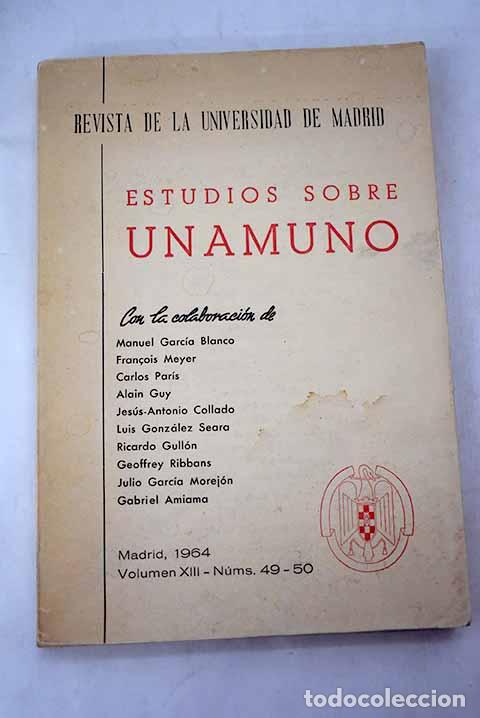 REVISTA DE LA UNIVERSIDAD DE MADRID
ESTUDIOS SOBRE
UNAMUNO
Con la colaboración de
Manuel García Blanco
François Meyer
Carlos París
Alain Guy
Jesús-Antonio Collado
Luis González Seara
Ricardo Gullón
Geoffrey Ribbans
Julio García Morejón
Gabriel Amiama
Madrid, 1964
Volumen XIII - Núms. 49 - 50
todocoleccion